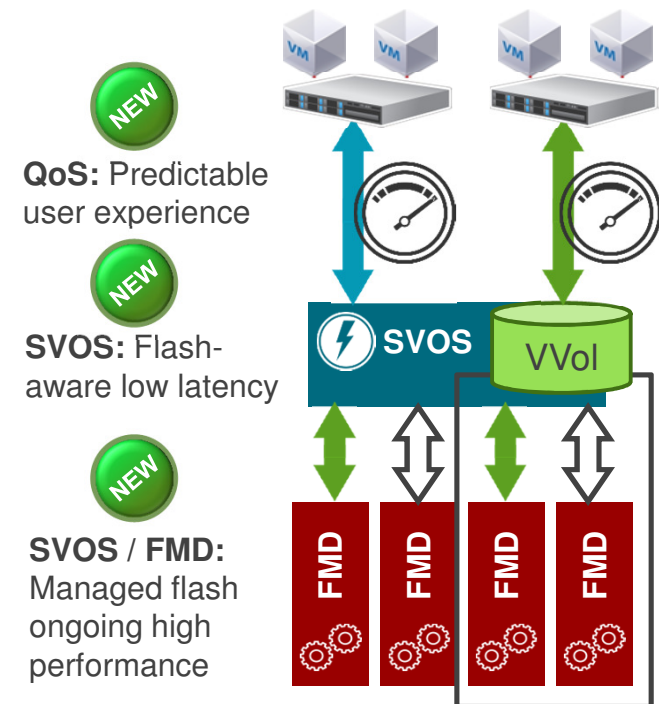 VM VM VM VM
NEW
QoS: Predictable
user experience
NEW
SVOS: Flash-
aware low latency
SVOS
VVol
NEW
SVOS / FMD:
Managed flash
ongoing high
performance
FMD FMD FMD FMD